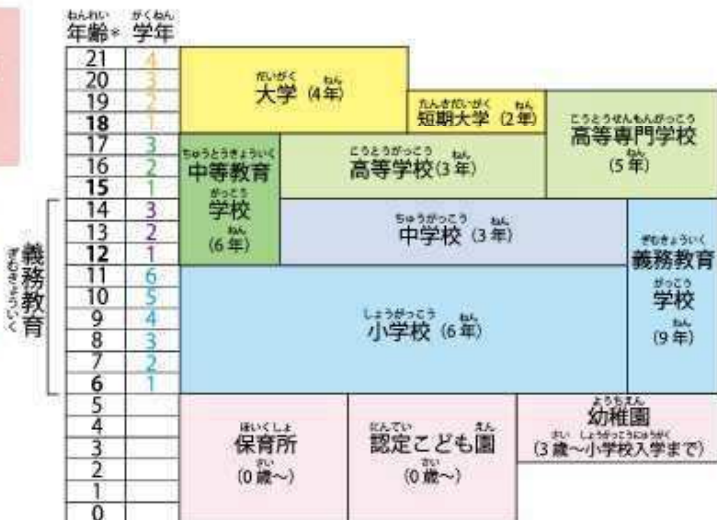 ねんれい がくねん
年齢* 学年
21 4
20 3
19 2
18 1
17 3
16 2
15 1
14 3
13 2
12 1
11 6
10 5
9 4
8 3
7 2
6 1
5
4
3
2
1
0
義務教育
ぎむきょういく
だいがく ねん
大学 (4年)
たんきだいがく ねん
短期大学 (2年)
こうとうせんもんがっこう
高等専門学校
ねん
(5年)
ちゅうとうきょういく
中等教育
がっこう
学校
ねん
(6年)
こうとうがっこう ねん
高等学校(3年)
ちゅうがっこう ねん
中学校 (3年)
ぎむきょういく
義務教育
がっこう
学校
ねん
(9年)
しょうがっこう ねん
小学校 (6年)
ほいくしょ
保育所
さい
(0歳~)
にんてい えん
認定こども園
さい
(0歳~)
ようちえん
幼稚園
さい しょうがっこうにゅうがく
(3歳~小学校入学まで)